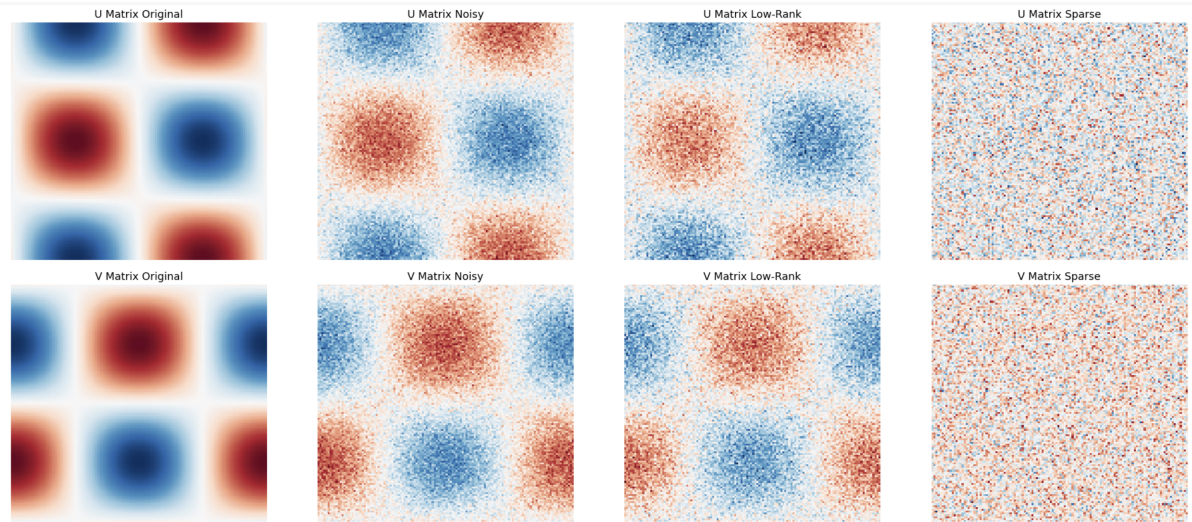 U Matrix Original
U Matrix Noisy
U Matrix Low-Rank
U Matrix Sparse
V Matrix Original
V Matrix Noisy
V Matrix Low-Rank
V Matrix Sparse